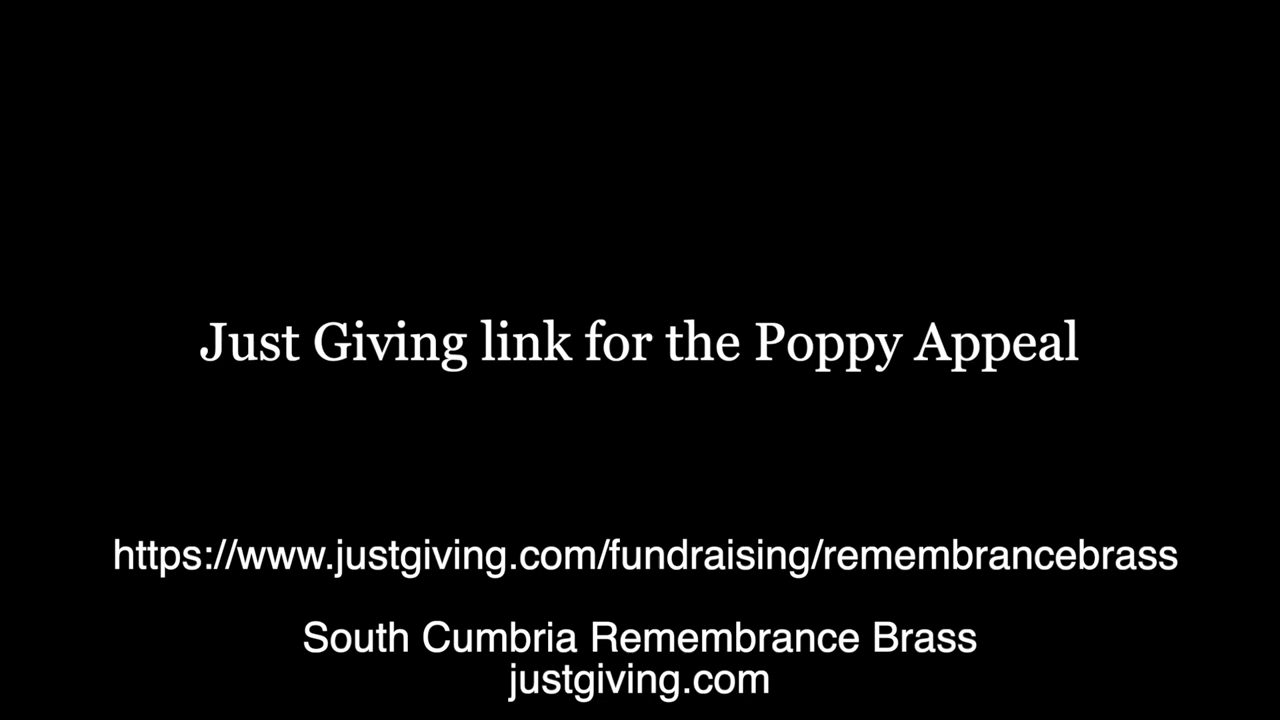 Just Giving link for the Poppy Appeal
https://www.justgiving.com/fundraising/remembrancebrass
South Cumbria Remembrance Brass
justgiving.com